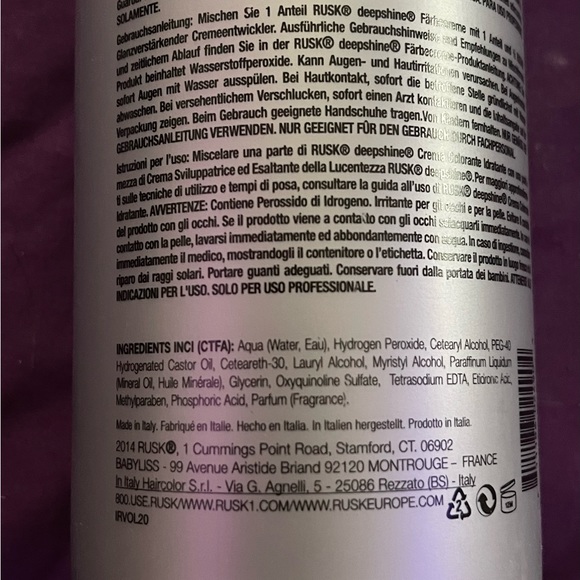 SOLAMENTE.
Gebrauchsanleitung: Mischen Sie 1 Anteil RUSK® deepshine® Färbecreme mit 1 Anteil
Glanzverstärkender Cremeentwickler. Ausführliche Gebrauchshinweise und Empfehlungen
und zeitlichem Ablauf finden Sie in der RUSK® deepshine® Färbecreme-Produktanleitung.
Produkt beinhaltet Wasserstoffperoxide. Kann Augen- und Hautirritationen verursachen. Bei
sofort Augen mit Wasser ausspülen. Bei Hautkontakt, sofort die betroffene Stelle gründlich mit
abwaschen. Bei versehentlichem Verschlucken, sofort einen Arzt kontaktieren und die
Verpackung zeigen. Beim Gebrauch geeignete Handschuhe tragen. Von Kindern fernhalten. NUR
GEBRAUCHSANLEITUNG VERWENDEN. NUR GEEIGNET FÜR DEN GEBRAUCH DURCH FACHPERSONAL.
Istruzioni per l'uso: Miscelare una parte di RUSK® deepshine® Crema Colorante Idratante con
mezza di Crema Sviluppatrice ed Esaltante della Lucentezza RUSK® deepshine®. Per maggiori
ti sulle tecniche di utilizzo e tempi di posa, consultare la guida all'uso di RUSK® deepshine® Crema
Idratante. AVVERTENZE: Contiene Perossido di Idrogeno. Irritante per gli occhi e per la pelle. Evitare
del prodotto con gli occhi. Se il prodotto viene a contatto con gli occhi sciacquarli immediatamente.
contatto con la pelle, lavarsi immediatamente ed abbondantemente con acqua. In caso di ingestione,
immediatamente il medico, mostrandogli il contenitore o l'etichetta. Conservare il prodotto in luogo
riparo dai raggi solari. Portare guanti adeguati. Conservare fuori dalla portata dei bambini.
INDICAZIONI PER L'USO. SOLO PER USO PROFESSIONALE.
INGREDIENTS INCI (CTFA): Aqua (Water, Eau), Hydrogen Peroxide, Cetearyl Alcohol, PEG-40
Hydrogenated Castor Oil, Ceteareth-30, Lauryl Alcohol, Myristyl Alcohol, Paraffinum Liquidum
(Mineral Oil, Huile Minérale), Glycerin, Oxyquinoline Sulfate, Tetrasodium EDTA, Etidronic Acid,
Methylparaben, Phosphoric Acid, Parfum (Fragrance).
Made in Italy. Fabriqué en Italie. Hecho en Italia. In Italien hergestellt. Prodotto in Italia.
2014 RUSK®, 1 Cummings Point Road, Stamford, CT. 06902
BABYLISS - 99 Avenue Aristide Briand 92120 MONTROUGE – FRANCE
In Italy Haircolor S.r.l. - Via G. Agnelli, 5 - 25086 Rezzato (BS) - Italy
800.USE.RUSK/WWW.RUSK1.COM/WWW.RUSKEUROPE.COM
IRVOL20